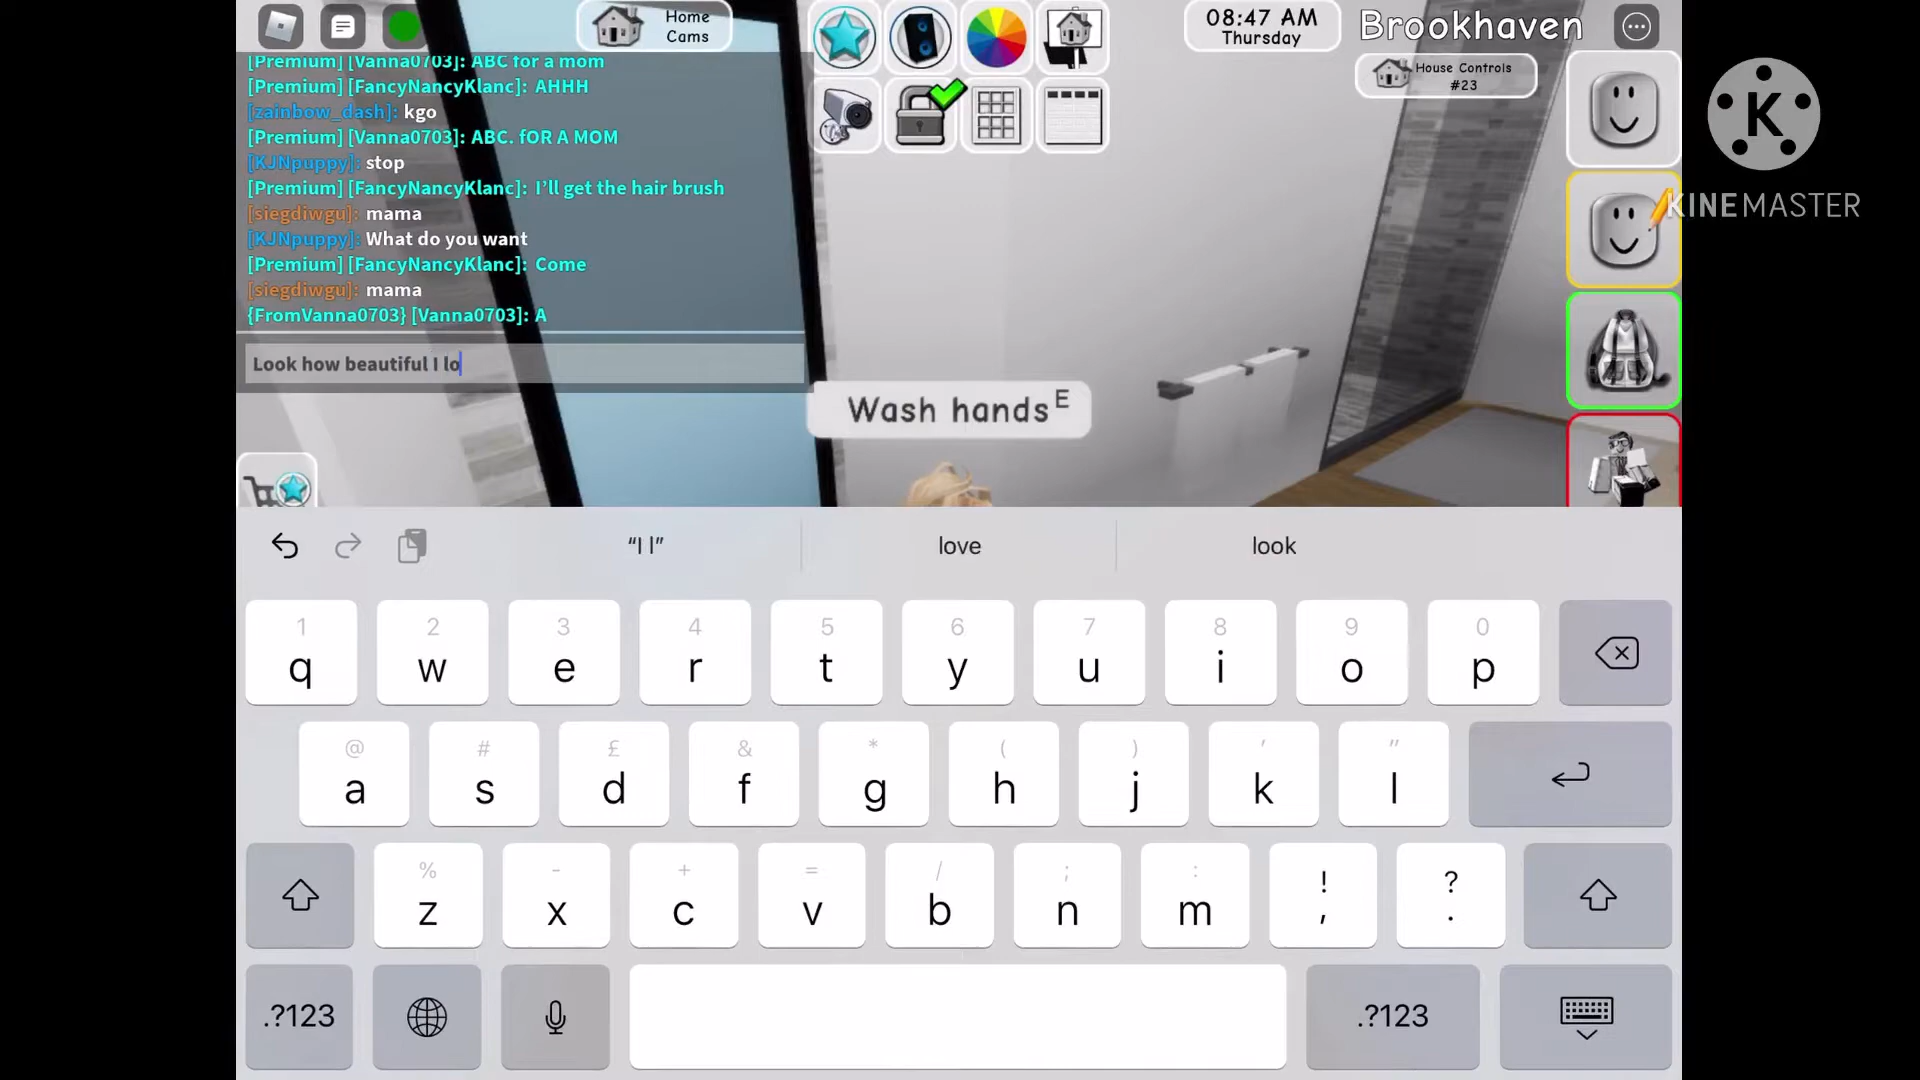 Home
Cams
08:47 AM
Thursday
Brookhaven
House Controls
#23
[Premium] [Vanna0703]: ABC for a mom
[Premium] [FancyNancyKlanc]: AHHH
[zainbow_dash]: kgo
[Premium] [Vanna0703]: ABC. fOR A MOM
[KJNpuppy]: stop
[Premium] [FancyNancyKlanc]: I’ll get the hair brush
[siegdiwgu]: mama
[KJNpuppy]: What do you want
[Premium] [FancyNancyKlanc]: Come
[siegdiwgu]: mama
{FromVanna0703} [Vanna0703]: A
Look how beautiful I lo
Wash hands E
K
KINEMASTER
“I l” love look
1 2 3 4 5 6 7 8 9 0
q w e r t y u i o p
@ # £ & * ( ) ’ ”
a s d f g h j k l
% - + = / ; : ! ?
z x c v b n m , .
.?123 .?123